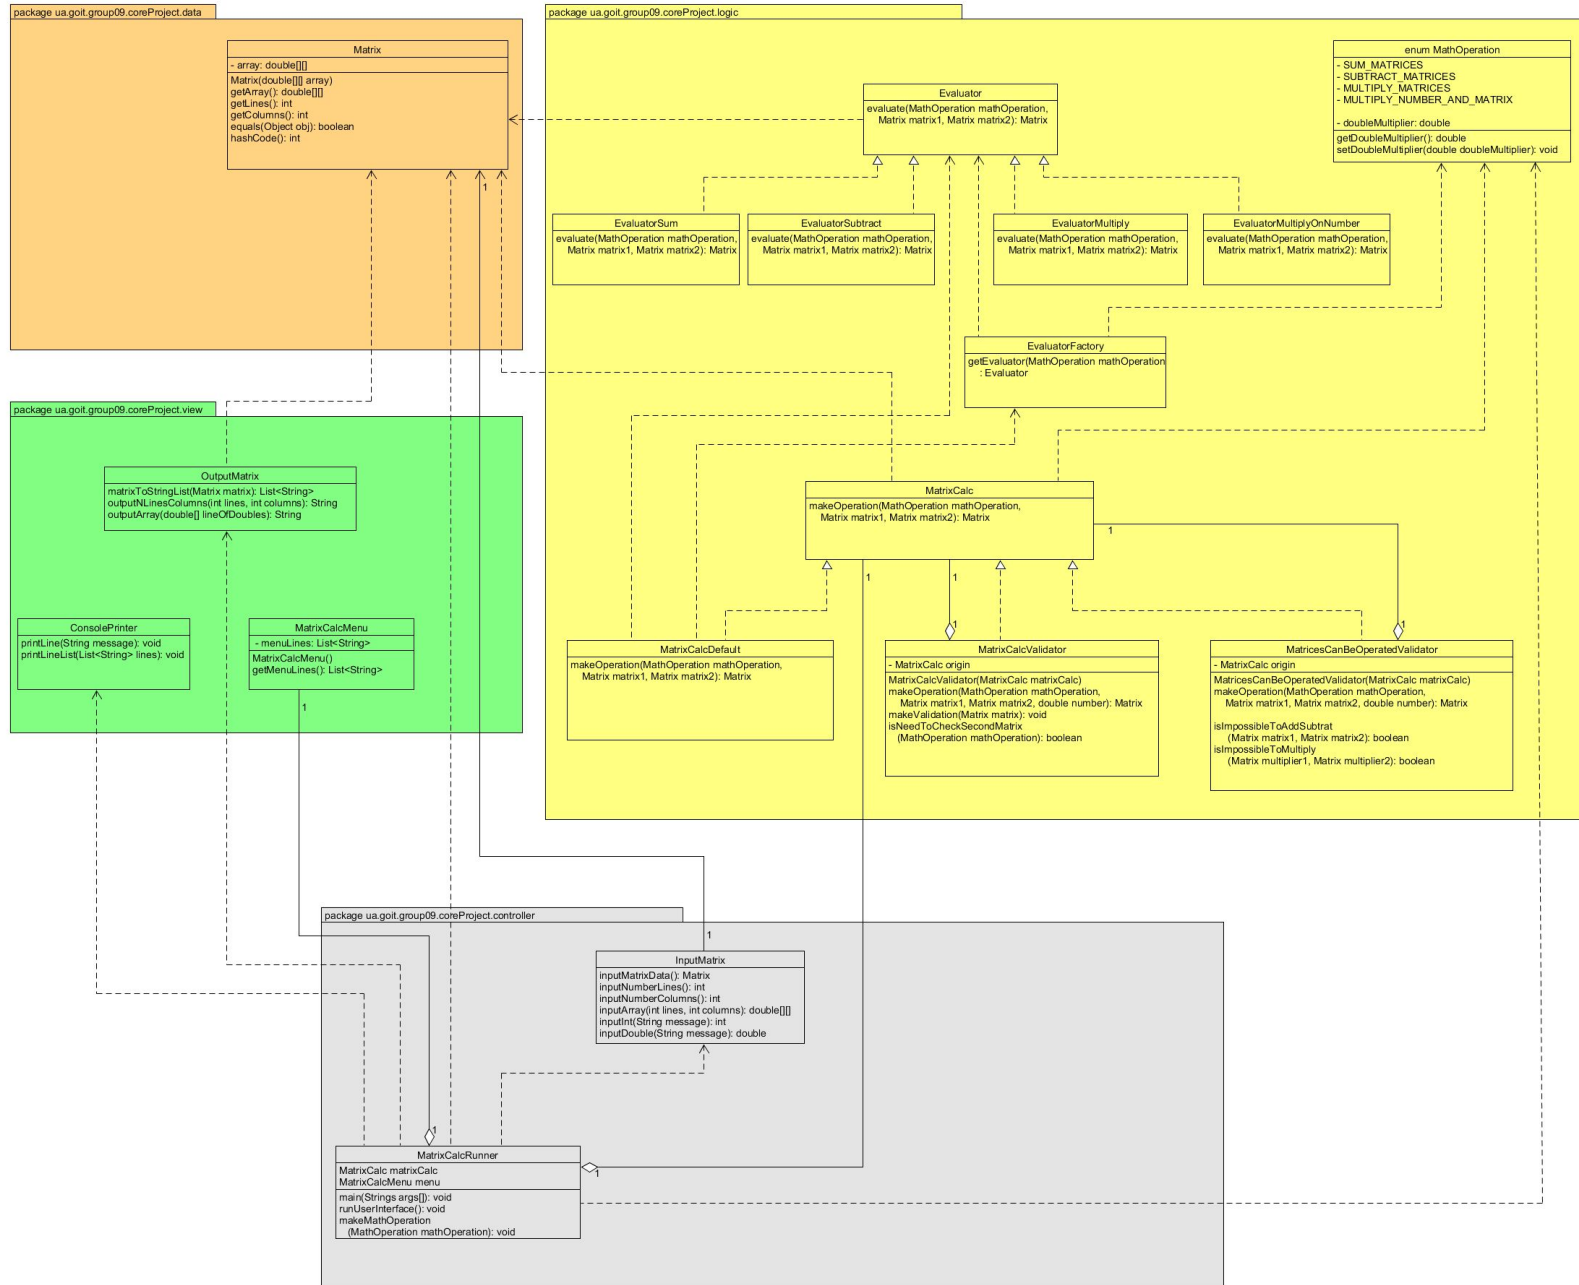 package ua.goit.group09.coreProject.data
Matrix
- array: double[][]
Matrix(double[][] array)
getArray(): double[][]
getLines(): int
getColumns(): int
equals(Object obj): boolean
hashCode(): int
1
package ua.goit.group09.coreProject.logic
Evaluator
evaluate(MathOperation mathOperation,
Matrix matrix1, Matrix matrix2): Matrix
enum MathOperation
- SUM_MATRICES
- SUBTRACT_MATRICES
- MULTIPLY_MATRICES
- MULTIPLY_NUMBER_AND_MATRIX
- doubleMultiplier: double
getDoubleMultiplier(): double
setDoubleMultiplier(double doubleMultiplier): void
EvaluatorSum
evaluate(MathOperation mathOperation,
Matrix matrix1, Matrix matrix2): Matrix
EvaluatorSubtract
evaluate(MathOperation mathOperation,
Matrix matrix1, Matrix matrix2): Matrix
EvaluatorMultiply
evaluate(MathOperation mathOperation,
Matrix matrix1, Matrix matrix2): Matrix
EvaluatorMultiplyOnNumber
evaluate(MathOperation mathOperation,
Matrix matrix1, Matrix matrix2): Matrix
EvaluatorFactory
getEvaluator(MathOperation mathOperation
: Evaluator
MatrixCalc
makeOperation(MathOperation mathOperation,
Matrix matrix1, Matrix matrix2): Matrix
1
1
1
1
1
MatrixCalcDefault
makeOperation(MathOperation mathOperation,
Matrix matrix1, Matrix matrix2): Matrix
MatrixCalcValidator
- MatrixCalc origin
MatrixCalcValidator(MatrixCalc matrixCalc)
makeOperation(MathOperation mathOperation,
Matrix matrix1, Matrix matrix2, double number): Matrix
makeValidation(Matrix matrix): void
isNeedToCheckSecondMatrix
(MathOperation mathOperation): boolean
MatricesCanBeOperatedValidator
- MatrixCalc origin
MatricesCanBeOperatedValidator(MatrixCalc matrixCalc)
makeOperation(MathOperation mathOperation,
Matrix matrix1, Matrix matrix2, double number): Matrix
isImpossibleToAddSubtrat
(Matrix matrix1, Matrix matrix2): boolean
isImpossibleToMultiply
(Matrix multiplier1, Matrix multiplier2): boolean
package ua.goit.group09.coreProject.view
OutputMatrix
matrixToStringList(Matrix matrix): List<String>
outputNLinesColumns(int lines, int columns): String
outputArray(double[] lineOfDoubles): String
ConsolePrinter
printLine(String message): void
printLineList(List<String> lines): void
MatrixCalcMenu
- menuLines: List<String>
MatrixCalcMenu()
getMenuLines(): List<String>
1
package ua.goit.group09.coreProject.controller
1
InputMatrix
inputMatrixData(): Matrix
inputNumberLines(): int
inputNumberColumns(): int
inputArray(int lines, int columns): double[][]
inputInt(String message): int
inputDouble(String message): double
1
MatrixCalcRunner
MatrixCalc matrixCalc
MatrixCalcMenu menu
main(Strings args[]): void
runUserInterface(): void
makeMathOperation
(MathOperation mathOperation): void
1